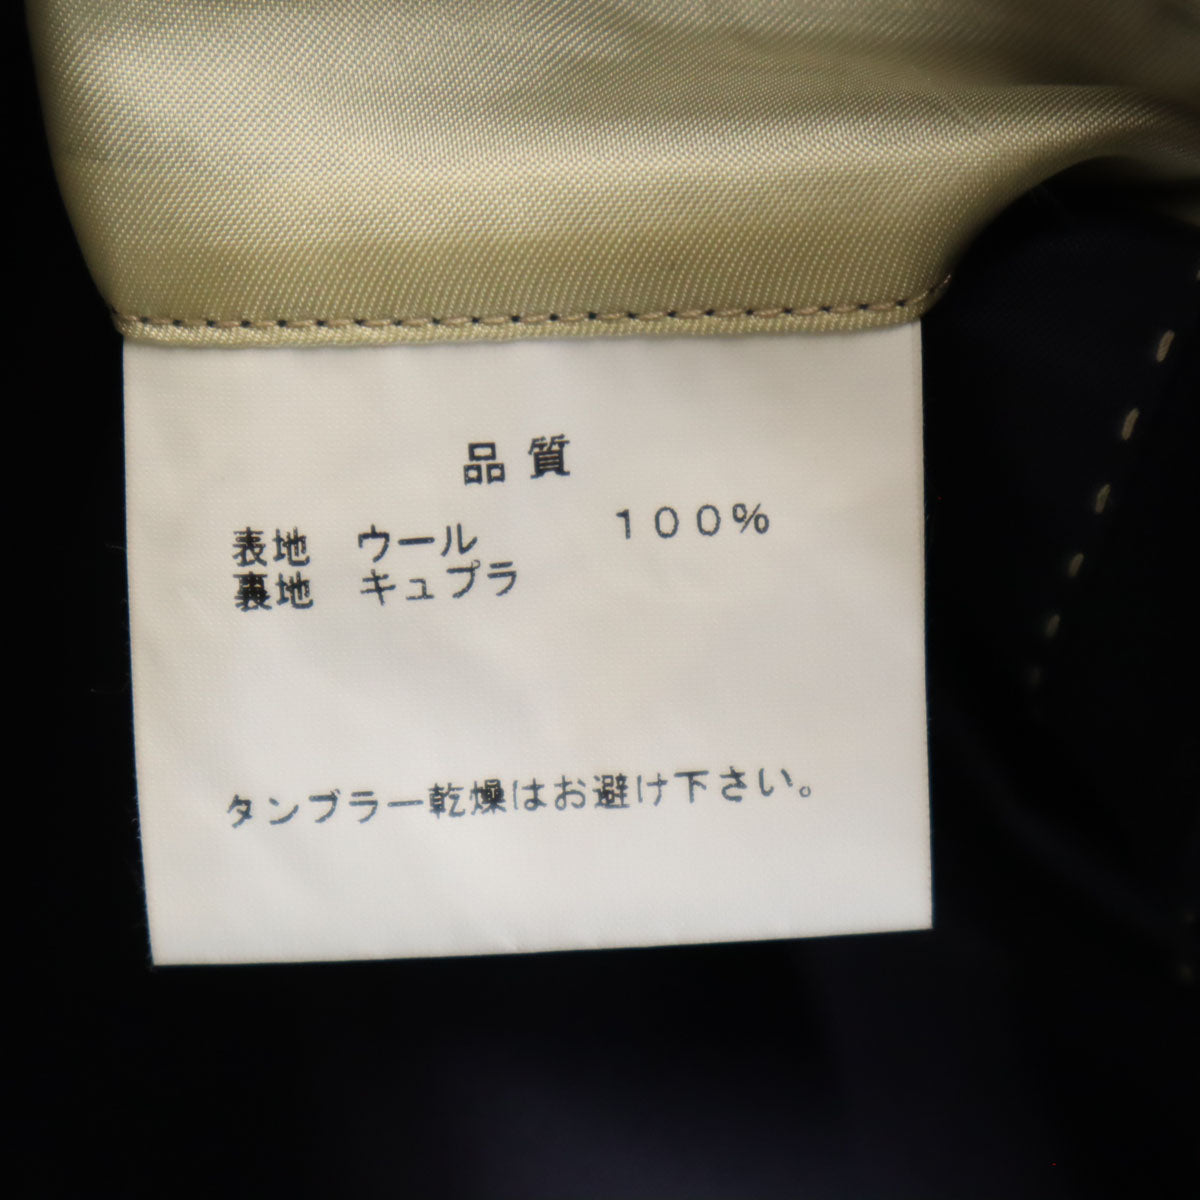 品質
表地 ウール 100%
裏地 キュプラ
タンブラー乾燥はお避け下さい。